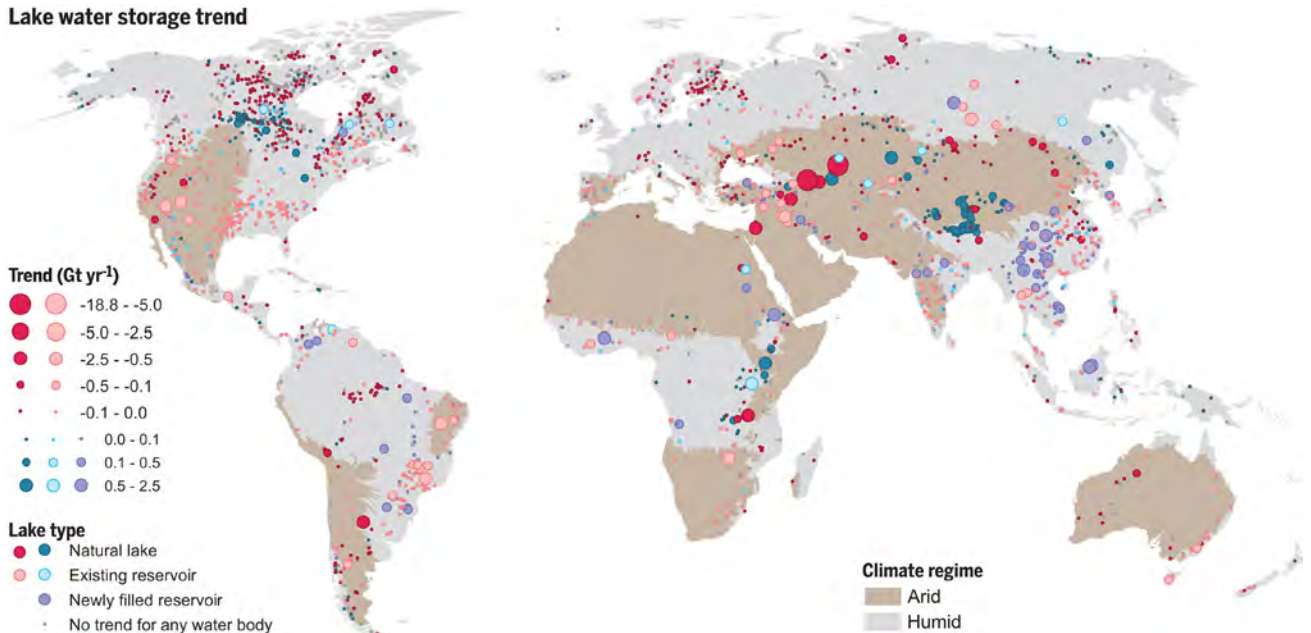 Lake water storage trend
Trend (Gt yr-1)
-18.8 - -5.0
-5.0 - -2.5
-2.5 - -0.5
-0.5 - -0.1
-0.1 - 0.0
0.0 - 0.1
0.1 - 0.5
0.5 - 2.5
Lake type
Natural lake
Existing reservoir
Newly filled reservoir
No trend for any water body
Climate regime
Arid
Humid